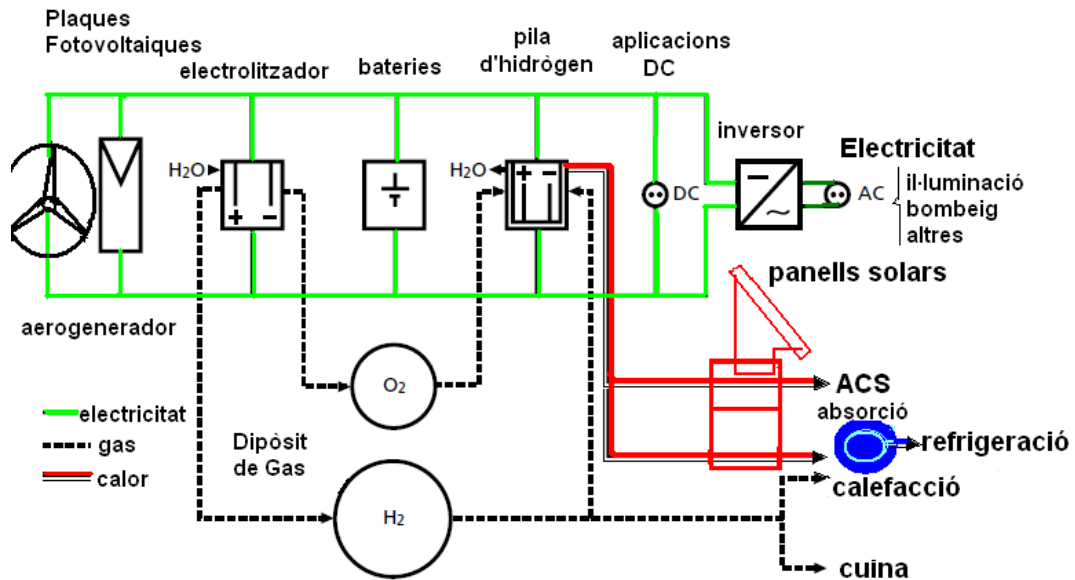 Plaques
Fotovoltaiques
electrolitzador
bateries
pila
d'hidrògen
aplicacions
DC
inversor
H2O
+ -
H2O
+ -
DC
AC
Electricitat
il·luminació
bombeig
altres
panells solars
aerogenerador
O2
ACS
absorció
refrigeració
calefacció
electricitat
gas
calor
Dipòsit
de Gas
H2
cuina